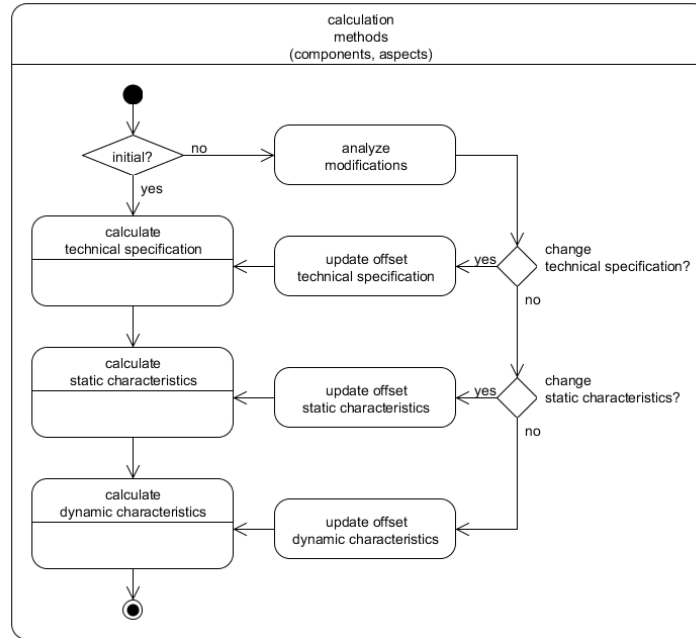 calculation
methods
(components, aspects)
initial?
no
analyze
modifications
yes
calculate
technical specification
update offset
technical specification
yes
change
technical specification?
no
calculate
static characteristics
update offset
static characteristics
yes
change
static characteristics?
no
calculate
dynamic characteristics
update offset
dynamic characteristics